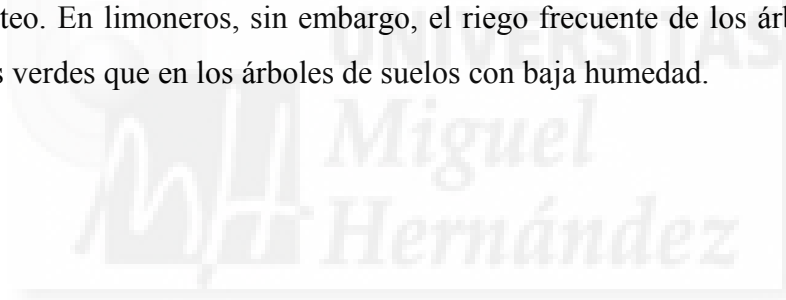 teo. En limoneros, sin embargo, el riego frecuente de los árb
s verdes que en los árboles de suelos con baja humedad.
UNIVERSITAS
Miguel
Hernández